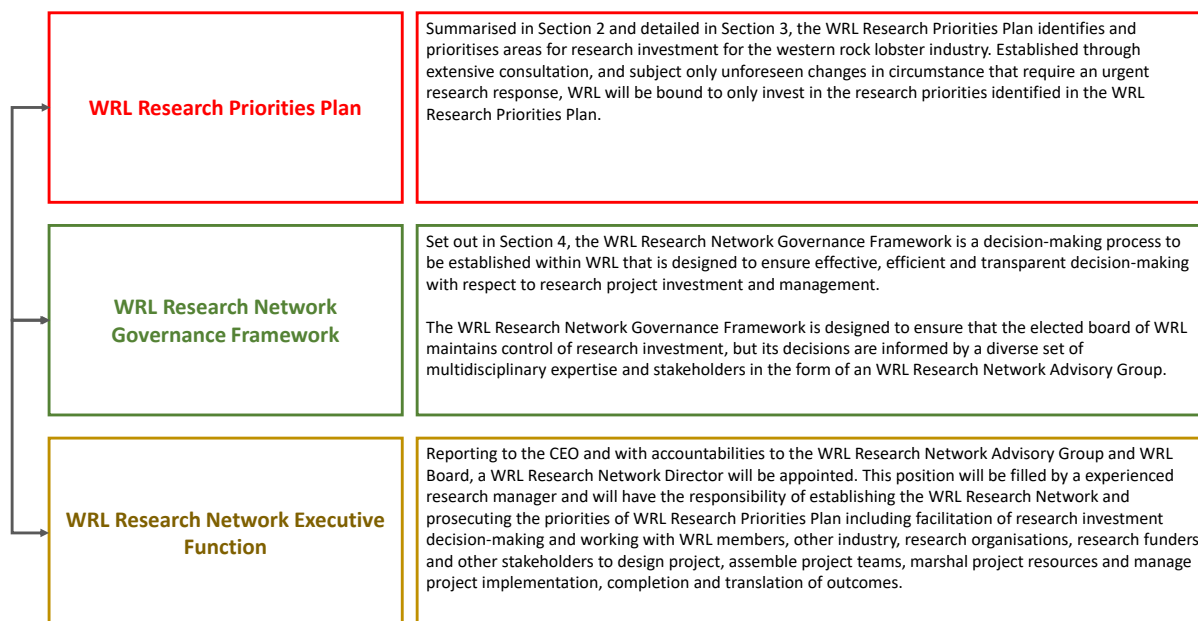 WRL Research Priorities Plan
Summarised in Section 2 and detailed in Section 3, the WRL Research Priorities Plan identifies and
prioritises areas for research investment for the western rock lobster industry. Established through
extensive consultation, and subject only unforeseen changes in circumstance that require an urgent
research response, WRL will be bound to only invest in the research priorities identified in the WRL
Research Priorities Plan.
WRL Research Network
Governance Framework
Set out in Section 4, the WRL Research Network Governance Framework is a decision-making process to
be established within WRL that is designed to ensure effective, efficient and transparent decision-making
with respect to research project investment and management.
The WRL Research Network Governance Framework is designed to ensure that the elected board of WRL
maintains control of research investment, but its decisions are informed by a diverse set of
multidisciplinary expertise and stakeholders in the form of an WRL Research Network Advisory Group.
WRL Research Network Executive
Function
Reporting to the CEO and with accountabilities to the WRL Research Network Advisory Group and WRL
Board, a WRL Research Network Director will be appointed. This position will be filled by a experienced
research manager and will have the responsibility of establishing the WRL Research Network and
prosecuting the priorities of WRL Research Priorities Plan including facilitation of research investment
decision-making and working with WRL members, other industry, research organisations, research funders
and other stakeholders to design project, assemble project teams, marshal project resources and manage
project implementation, completion and translation of outcomes.